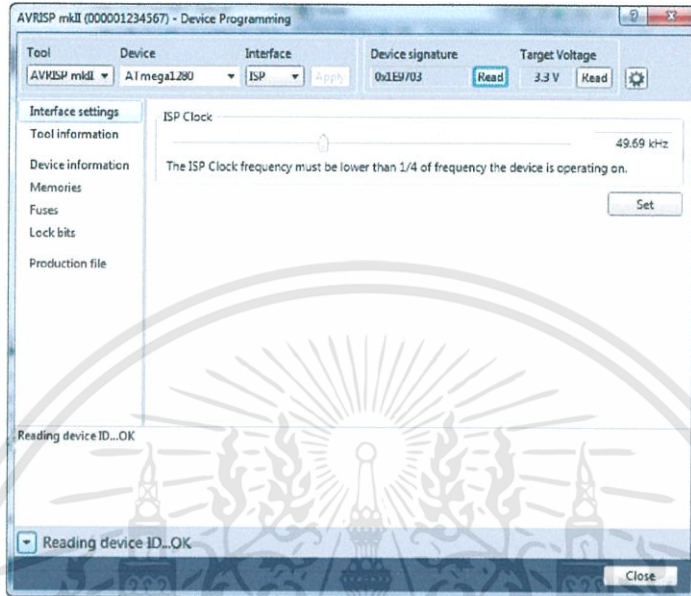 AVRISP mkII (000001234567) - Device Programming
Tool Device Interface Device signature Target Voltage
AVRISP mkII ATmega1280 ISP Apply 0x1E9703 Read 3.3 V Read
Interface settings
Tool information
Device information
Memories
Fuses
Lock bits
Production file
ISP Clock
49.69 kHz
The ISP Clock frequency must be lower than 1/4 of frequency the device is operating on.
Set
Reading device ID...OK
Reading device ID...OK
Close